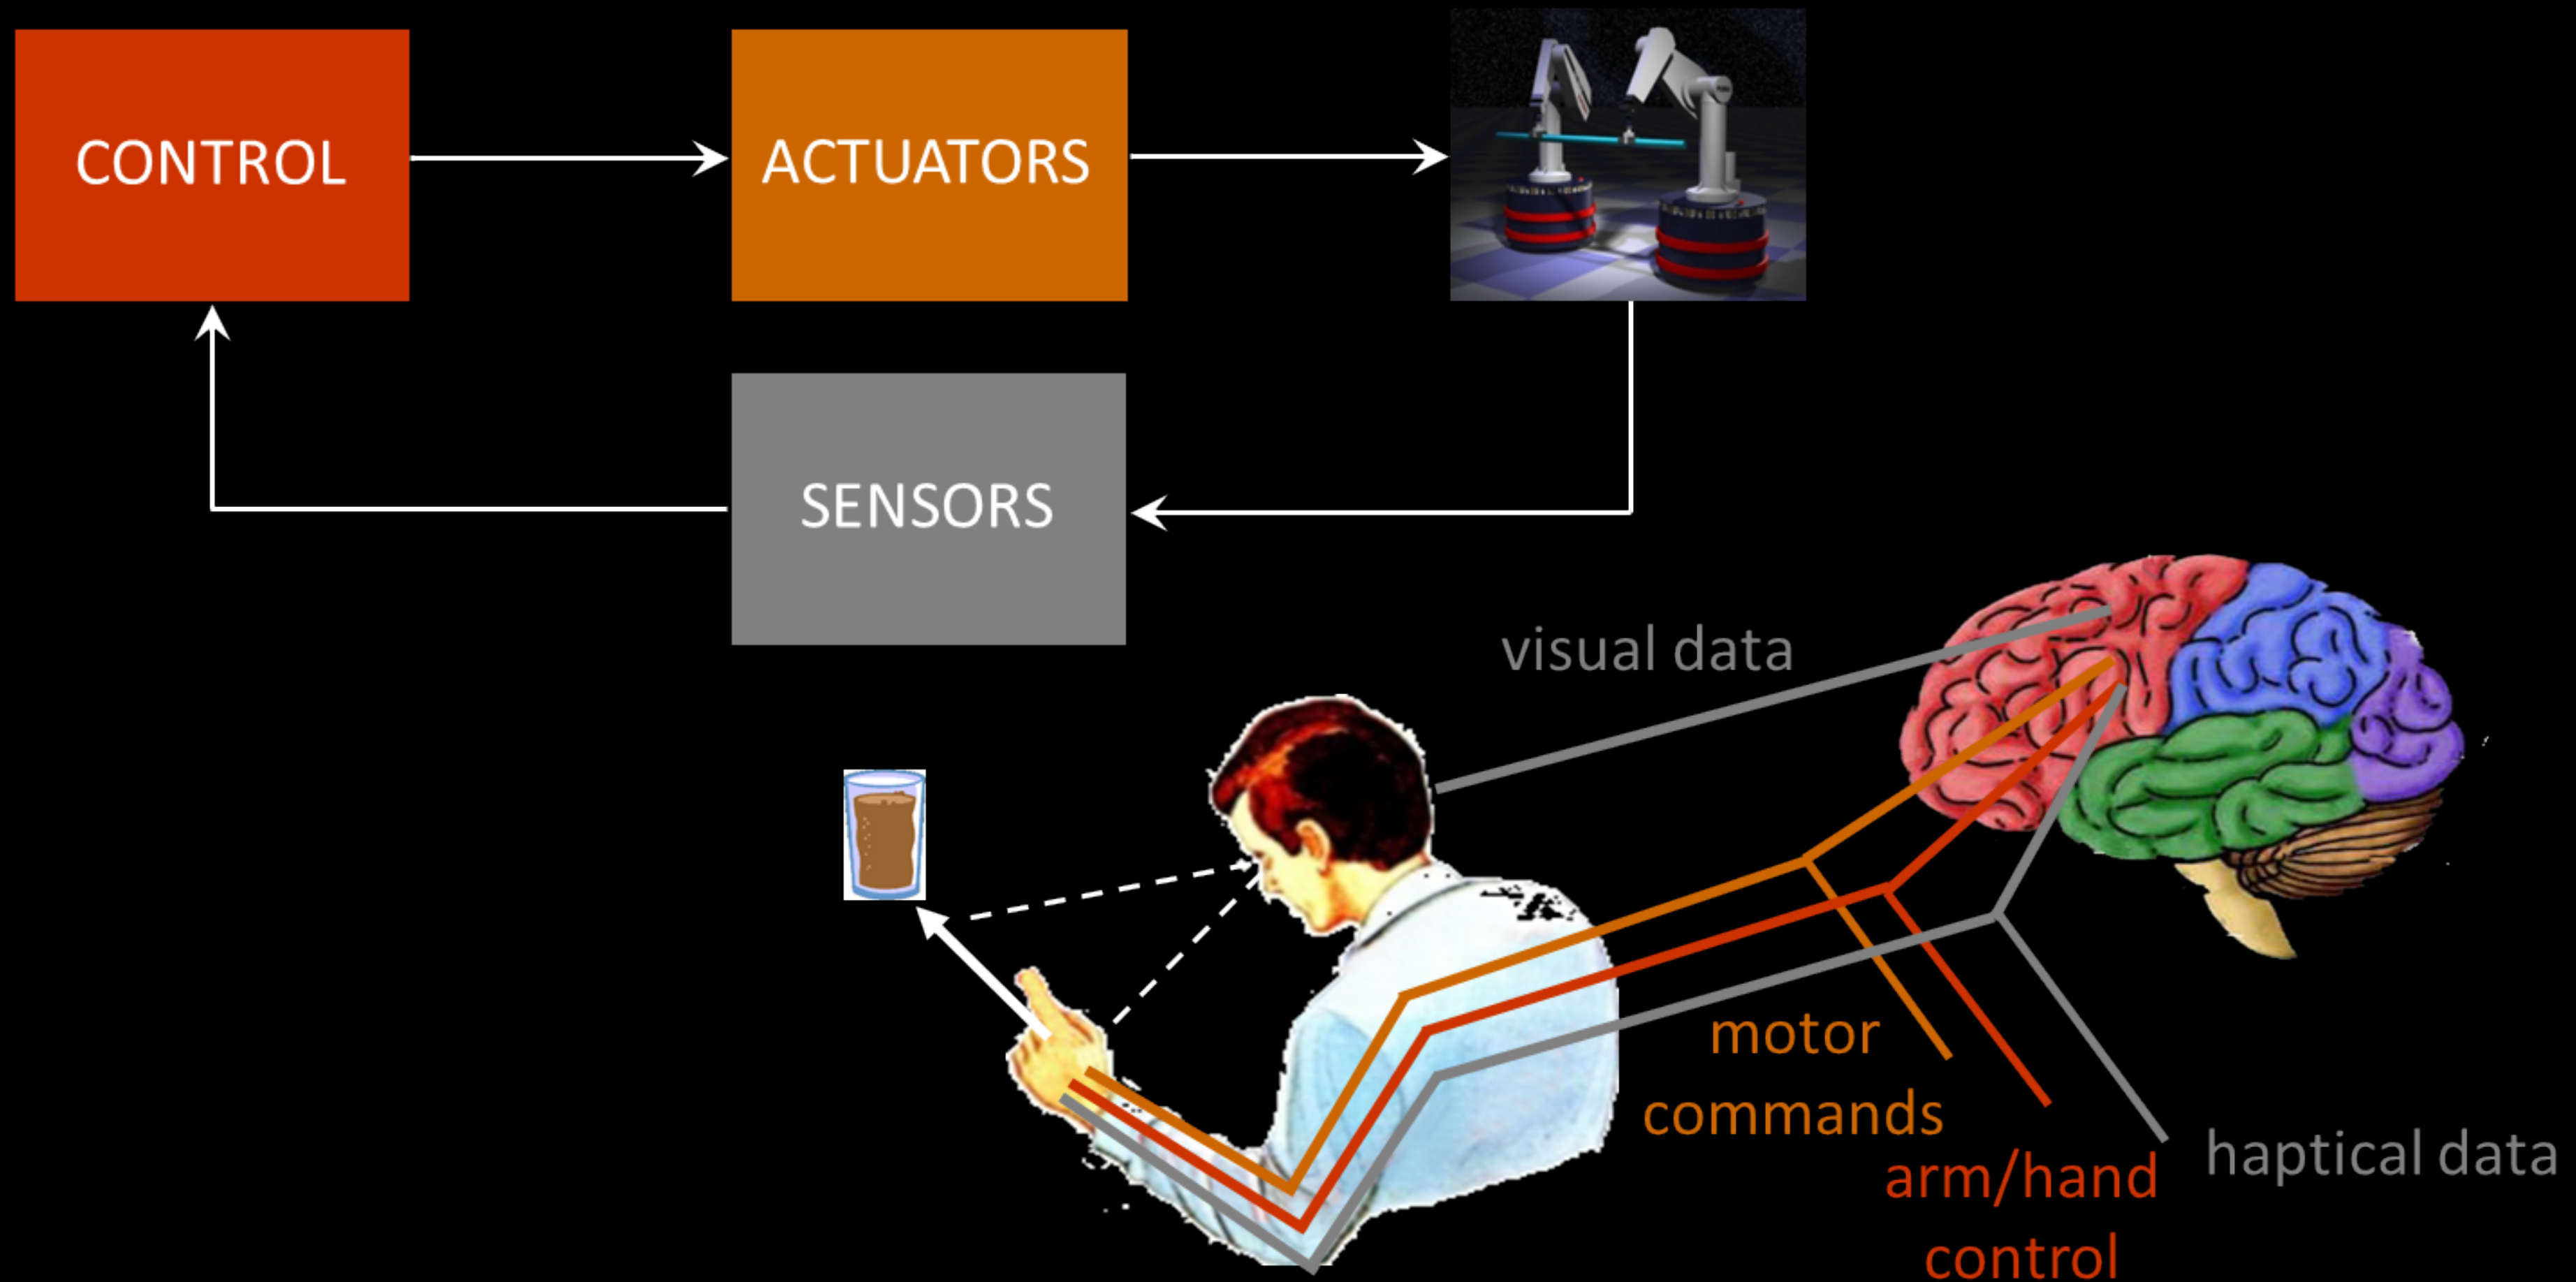 CONTROL
ACTUATORS
SENSORS
visual data
motor
commands
arm/hand
control
haptical data